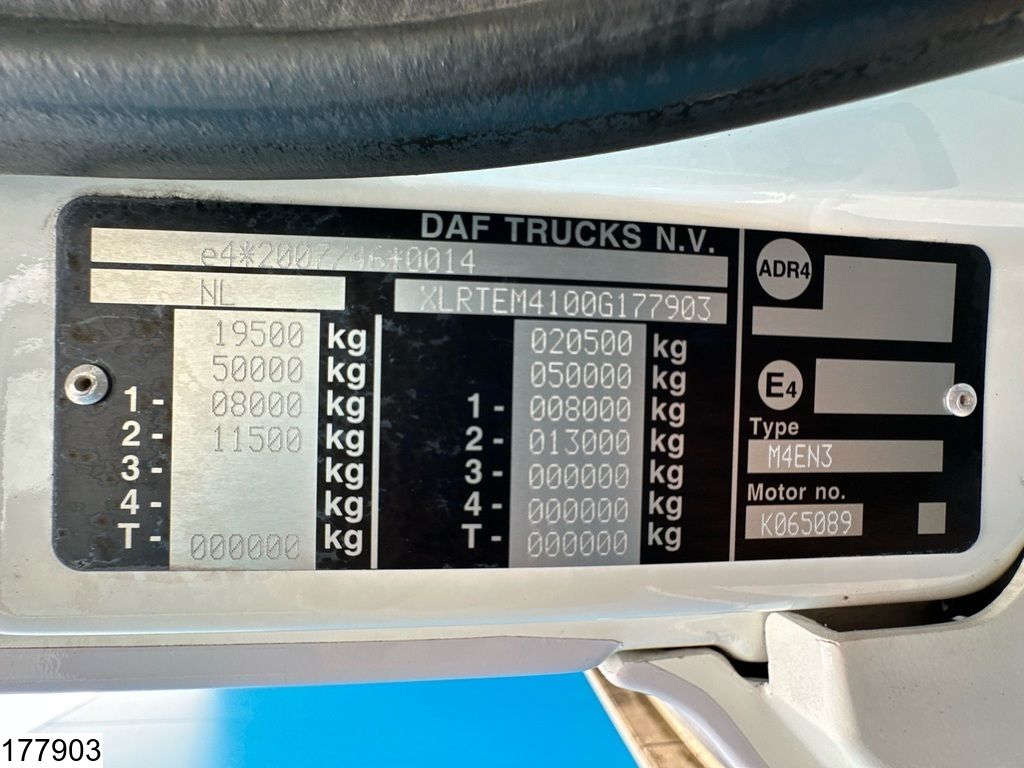 DAF TRUCKS N.V.
e4*2007/46*0014
NL XLRTEM4100G177903
19500 kg 020500 kg
50000 kg 050000 kg
1 - 08000 kg 1 - 008000 kg
2 - 11500 kg 2 - 013000 kg
3 - kg 3 - 000000 kg
4 - kg 4 - 000000 kg
T - 000000 kg T - 000000 kg
ADR4
E4
Type
M4EN3
Motor no.
K065089
177903